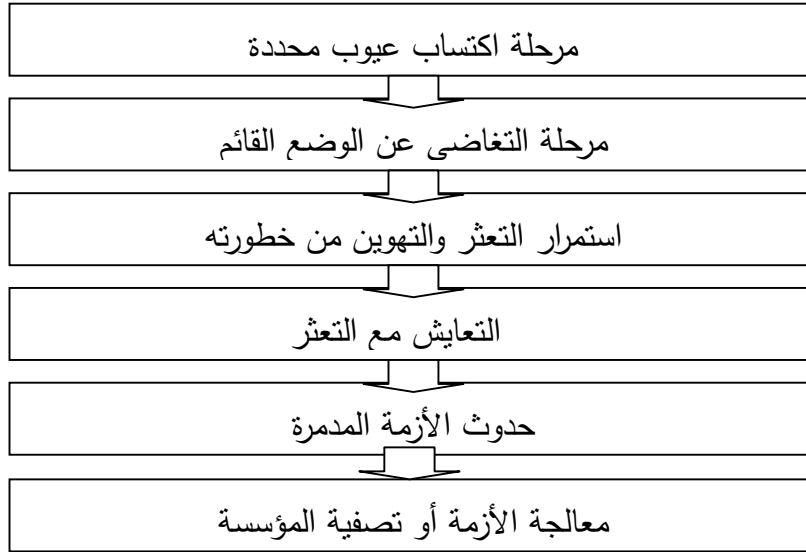 مرحلة اكتساب عيوب محددة
مرحلة التغاضى عن الوضع القائم
استمرار التعثر والتهوين من خطورته
التعايش مع التعثر
حدوث الأزمة المدمرة
معالجة الأزمة أو تصفية المؤسسة